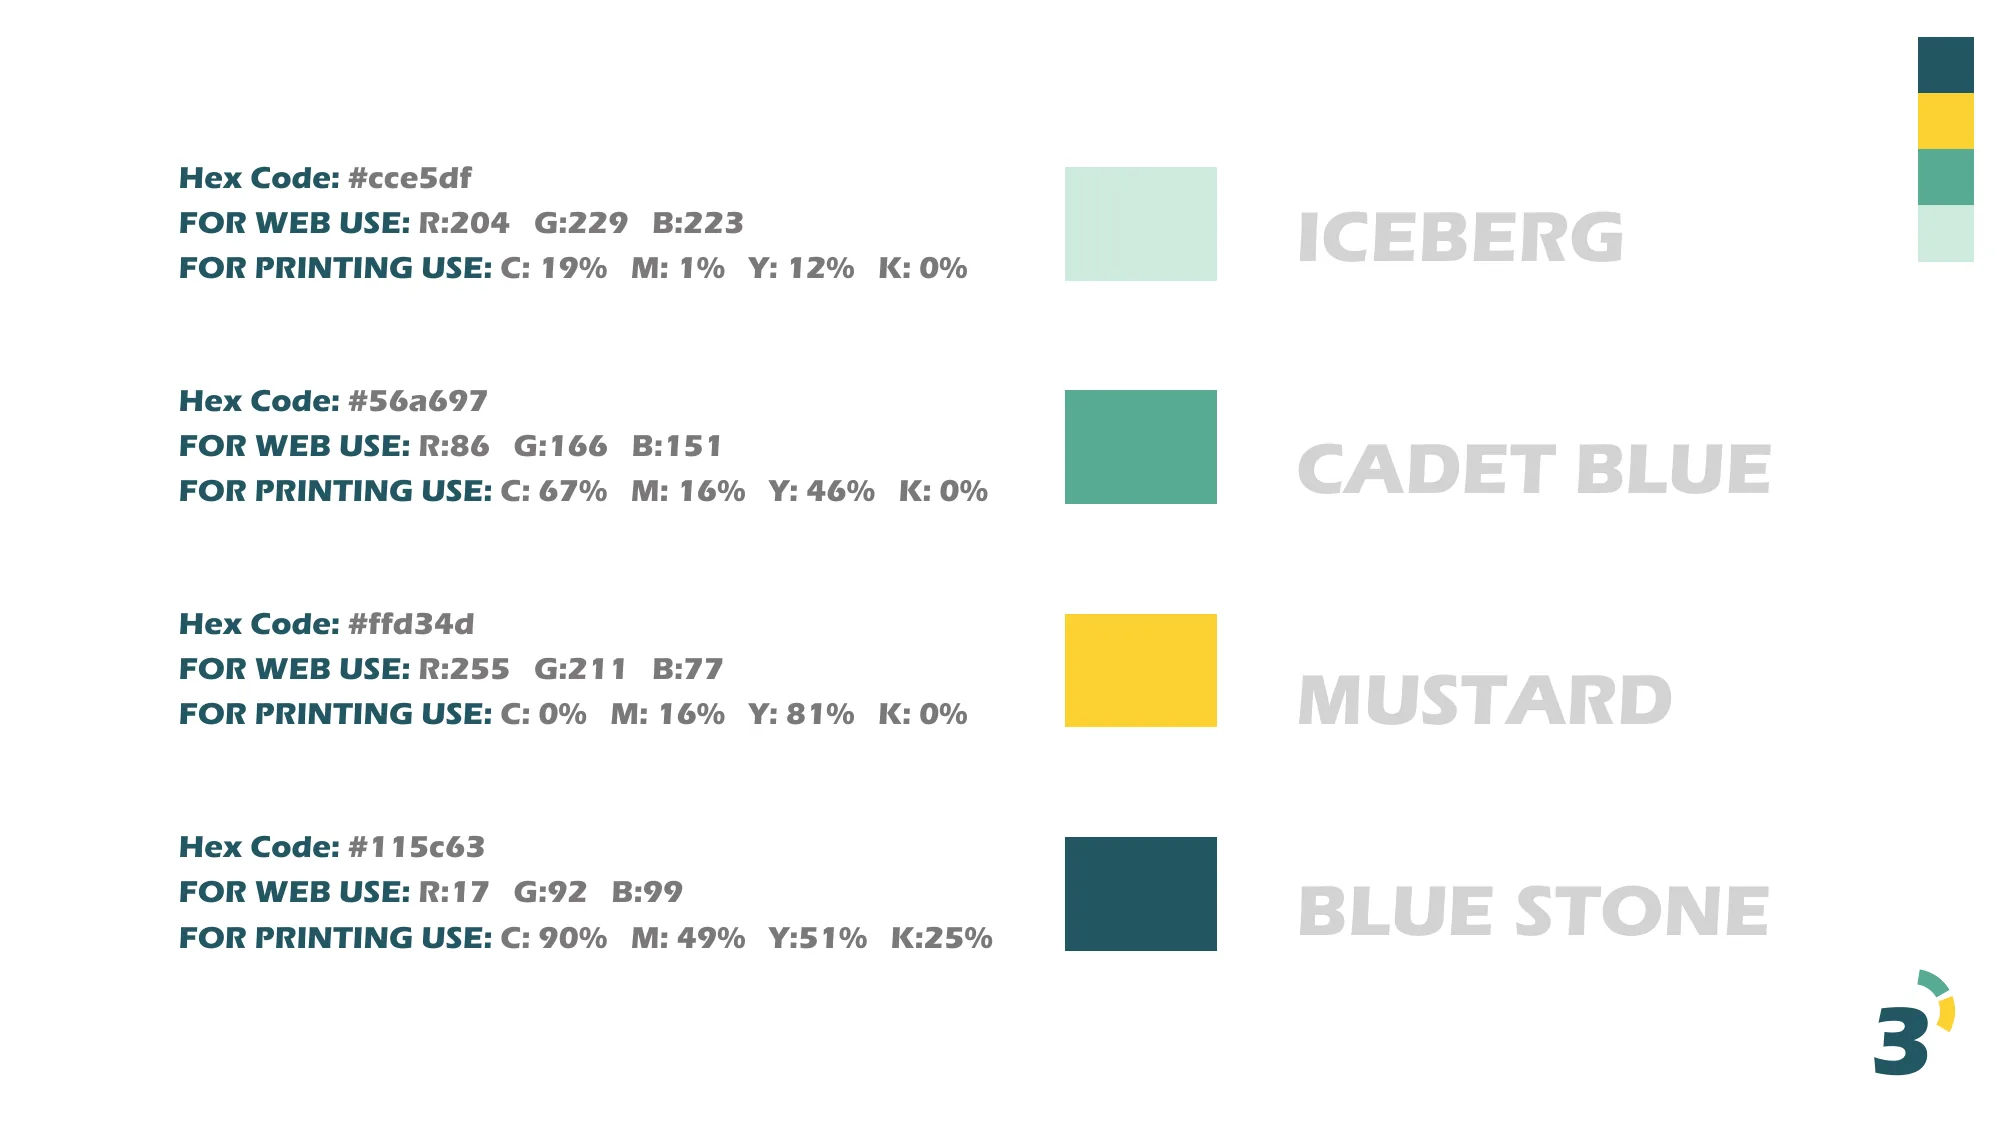 Hex Code: #cce5df
FOR WEB USE: R:204 G:229 B:223
FOR PRINTING USE: C: 19% M: 1% Y: 12% K: 0%
ICEBERG
Hex Code: #56a697
FOR WEB USE: R:86 G:166 B:151
FOR PRINTING USE: C: 67% M: 16% Y: 46% K: 0%
CADET BLUE
Hex Code: #ffd34d
FOR WEB USE: R:255 G:211 B:77
FOR PRINTING USE: C: 0% M: 16% Y: 81% K: 0%
MUSTARD
Hex Code: #115c63
FOR WEB USE: R:17 G:92 B:99
FOR PRINTING USE: C: 90% M: 49% Y:51% K:25%
BLUE STONE
3